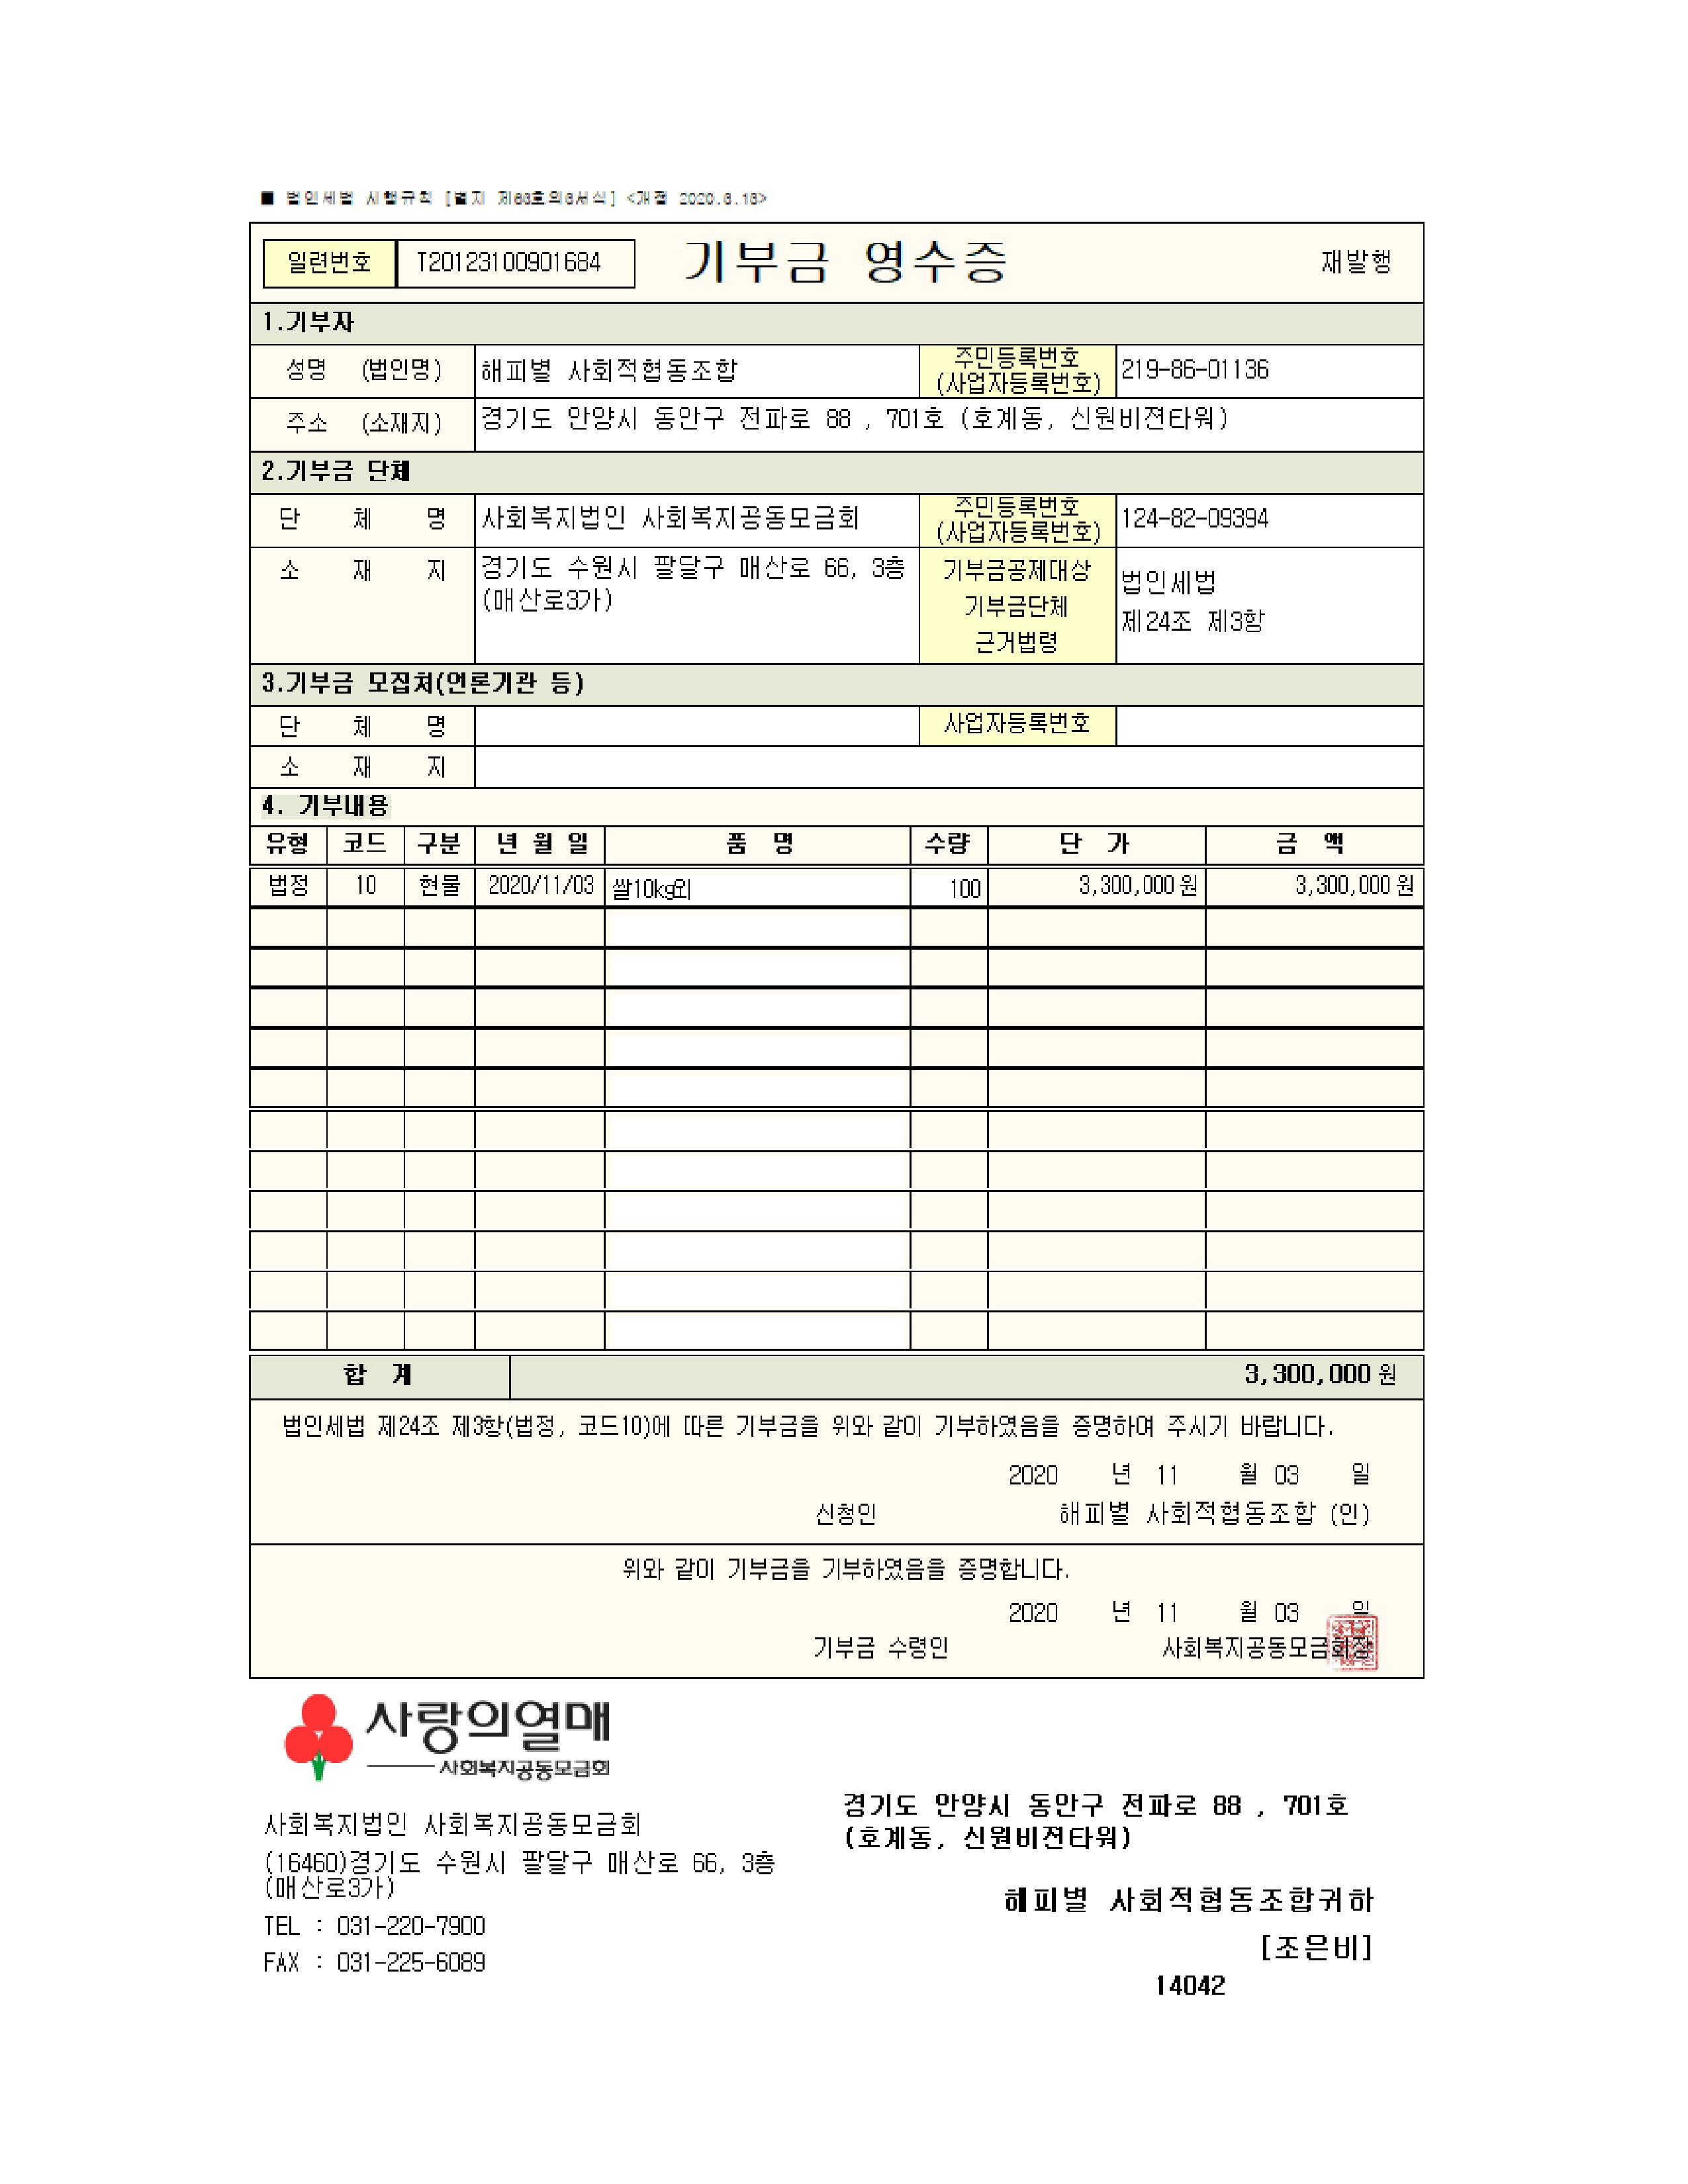 ■ 법인세법 시행규칙 [별지 제63호의3서식] <개정 2020.3.13>
일련번호 T20123100901684 기부금 영수증 재발행
1.기부자
성명 (법인명) 해피별 사회적협동조합 주민등록번호 (사업자등록번호) 219-86-01136
주소 (소재지) 경기도 안양시 동안구 전파로 88 , 701호 (호계동, 신원비젼타워)
2.기부금 단체
단 체 명 사회복지법인 사회복지공동모금회 주민등록번호 (사업자등록번호) 124-82-09394
소 재 지 경기도 수원시 팔달구 매산로 66, 3층 (매산로3가) 기부금공제대상 기부금단체 근거법령 법인세법 제24조 제3항
3.기부금 모집처(언론기관 등)
단 체 명 사업자등록번호
소 재 지
4. 기부내용
유형 코드 구분 년 월 일 품 명 수량 단 가 금 액
법정 10 현물 2020/11/03 쌀10kg외 100 3,300,000 원 3,300,000 원
합 계 3,300,000 원
법인세법 제24조 제3항(법정, 코드10)에 따른 기부금을 위와 같이 기부하였음을 증명하여 주시기 바랍니다.
2020 년 11 월 03 일
신청인 해피별 사회적협동조합 (인)
위와 같이 기부금을 기부하였음을 증명합니다.
2020 년 11 월 03 일
기부금 수령인 사회복지공동모금회장
사랑의열매
사회복지공동모금회
사회복지법인 사회복지공동모금회
(16460)경기도 수원시 팔달구 매산로 66, 3층
(매산로3가)
TEL : 031-220-7900
FAX : 031-225-6089
경기도 안양시 동안구 전파로 88 , 701호
(호계동, 신원비젼타워)
해피별 사회적협동조합귀하
[조은비]
14042